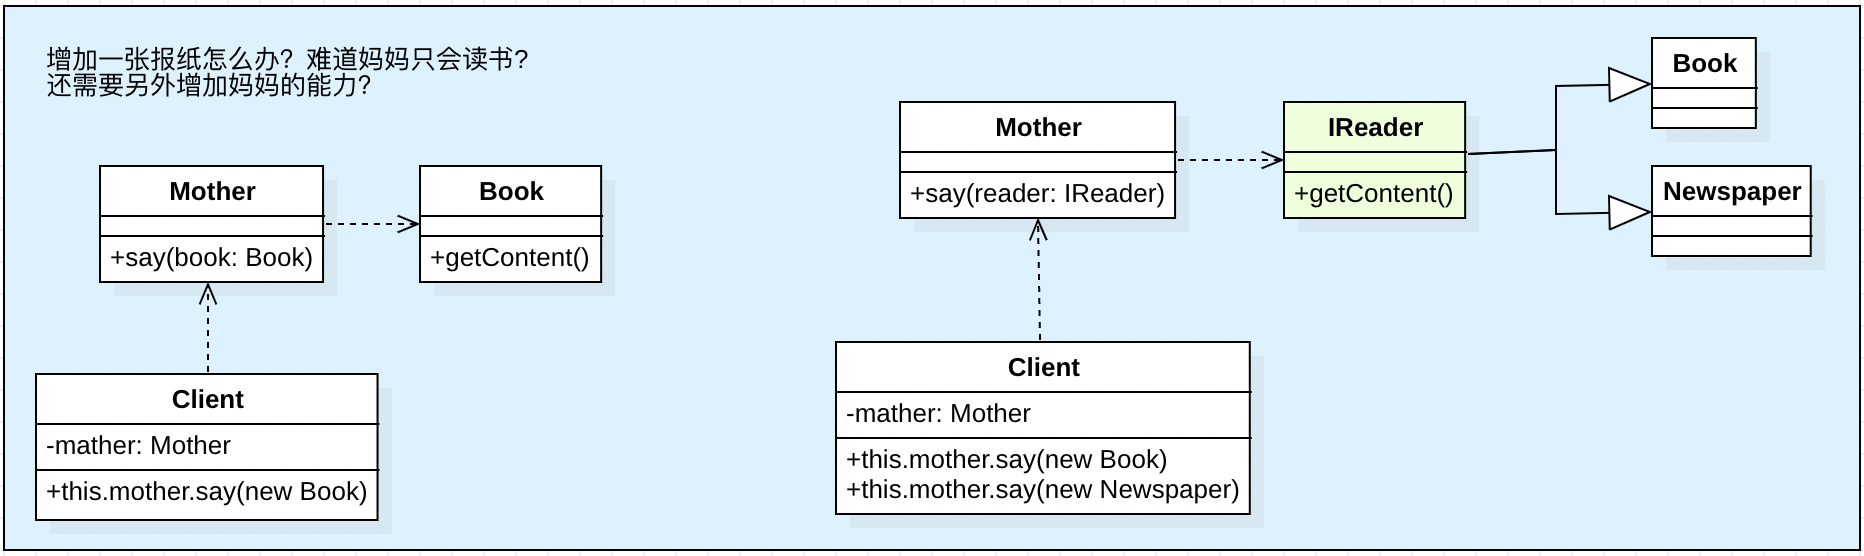 增加一张报纸怎么办？难道妈妈只会读书？
还需要另外增加妈妈的能力？
Mother
+say(book: Book)
Book
+getContent()
Client
-mather: Mother
+this.mother.say(new Book)
Mother
+say(reader: IReader)
IReader
+getContent()
Book
Newspaper
Client
-mather: Mother
+this.mother.say(new Book)
+this.mother.say(new Newspaper)